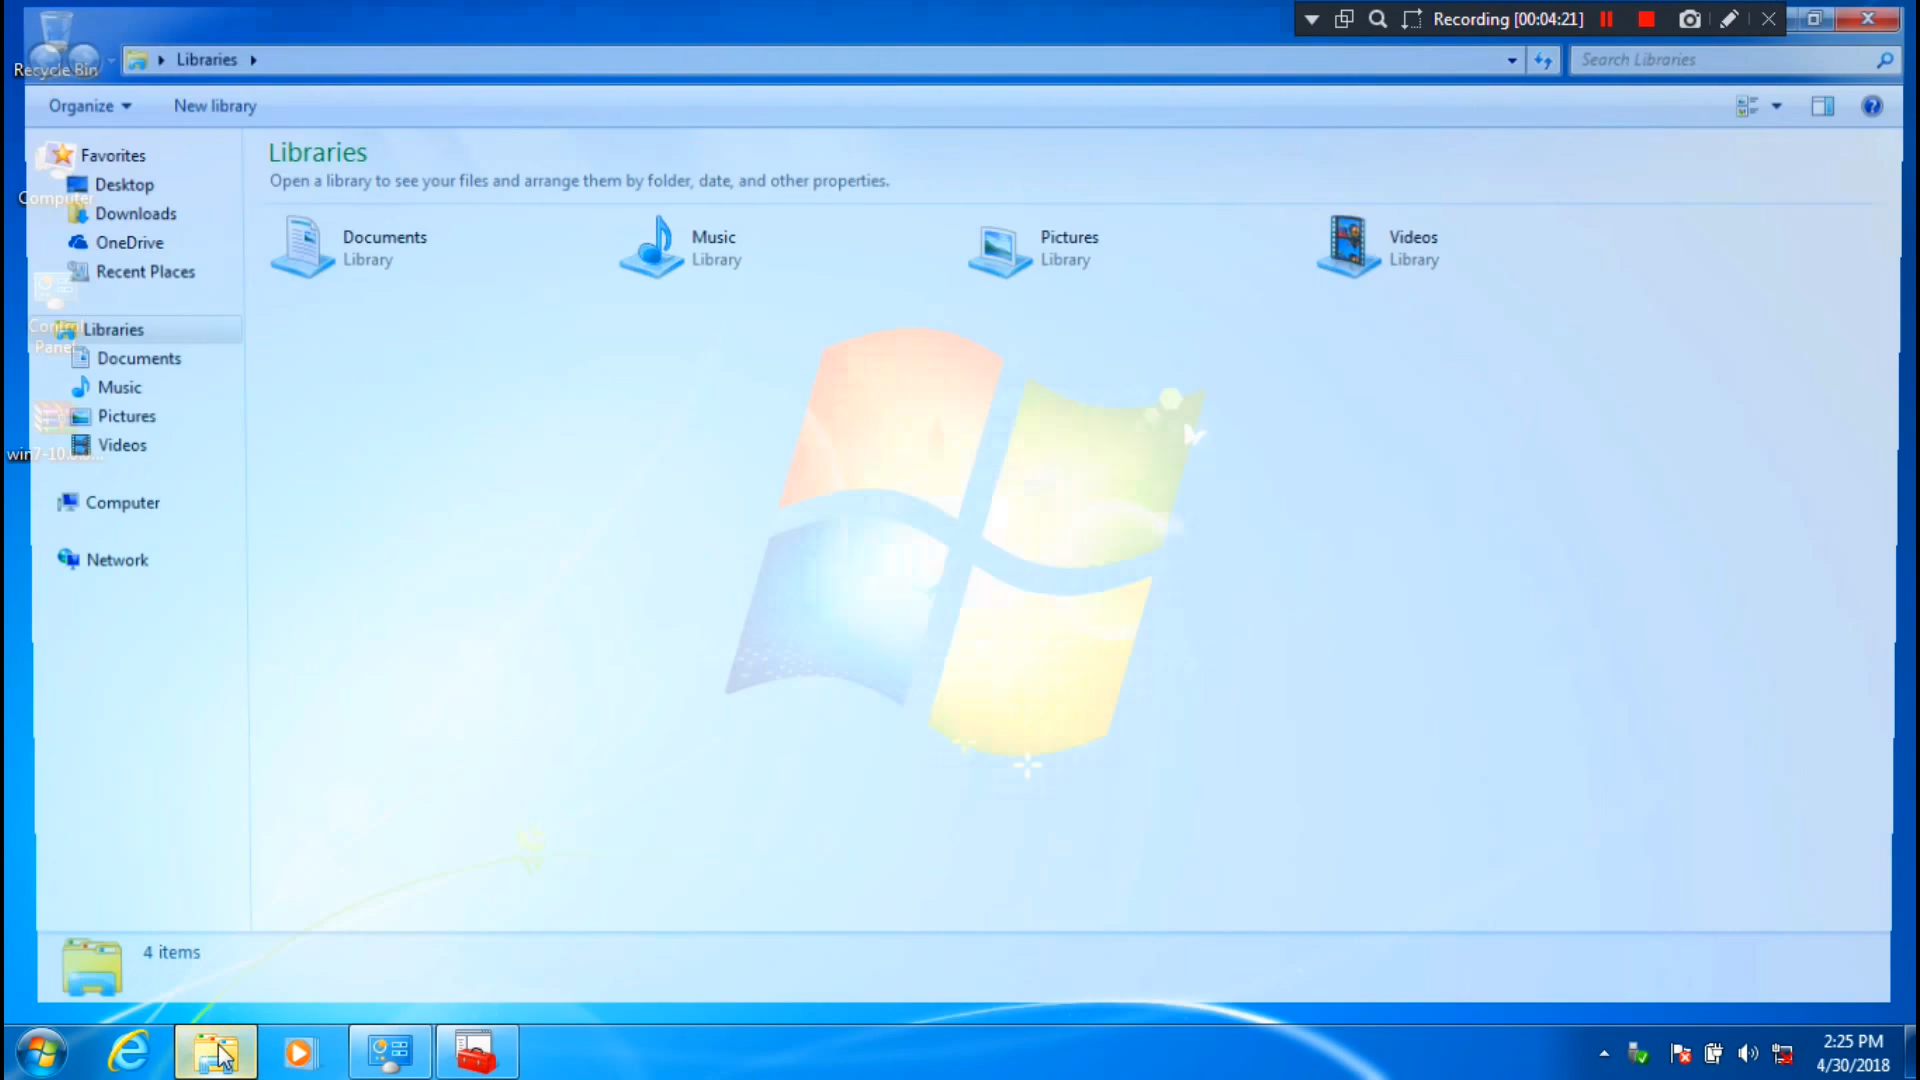 Recording [00:04:21]
Recycle Bin
Libraries
Search Libraries
Organize
New library
Favorites
Desktop
Computer
Downloads
OneDrive
Recent Places
Control
Panel
Libraries
Documents
Music
Pictures
Videos
win7-10.0.0...
Computer
Network
Libraries
Open a library to see your files and arrange them by folder, date, and other properties.
Documents
Library
Music
Library
Pictures
Library
Videos
Library
4 items
2:25 PM
4/30/2018